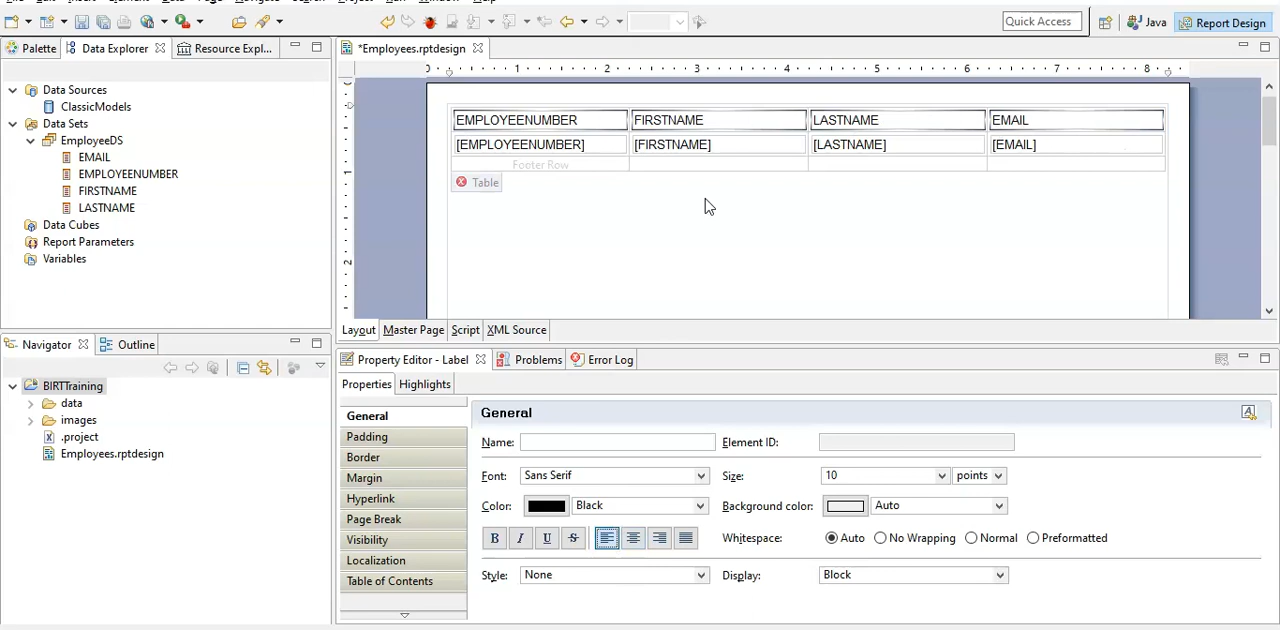 Quick Access
Java
Report Design
Palette
Data Explorer
Resource Expl...
*Employees.rptdesign
1 2 3 4 5 6 7 8
Data Sources
ClassicModels
Data Sets
EmployeeDS
EMAIL
EMPLOYEENUMBER
FIRSTNAME
LASTNAME
Data Cubes
Report Parameters
Variables
1
2
EMPLOYEENUMBER FIRSTNAME LASTNAME EMAIL
[EMPLOYEENUMBER] [FIRSTNAME] [LASTNAME] [EMAIL]
Footer Row
Table
Layout Master Page Script XML Source
Navigator Outline
BIRTTraining
data
images
.project
Employees.rptdesign
Property Editor - Label Problems Error Log
Properties Highlights
General
Padding
Border
Margin
Hyperlink
Page Break
Visibility
Localization
Table of Contents
General
Name: Element ID:
Font: Sans Serif Size: 10 points
Color: Black Background color: Auto
B I U S Whitespace: Auto No Wrapping Normal Preformatted
Style: None Display: Block